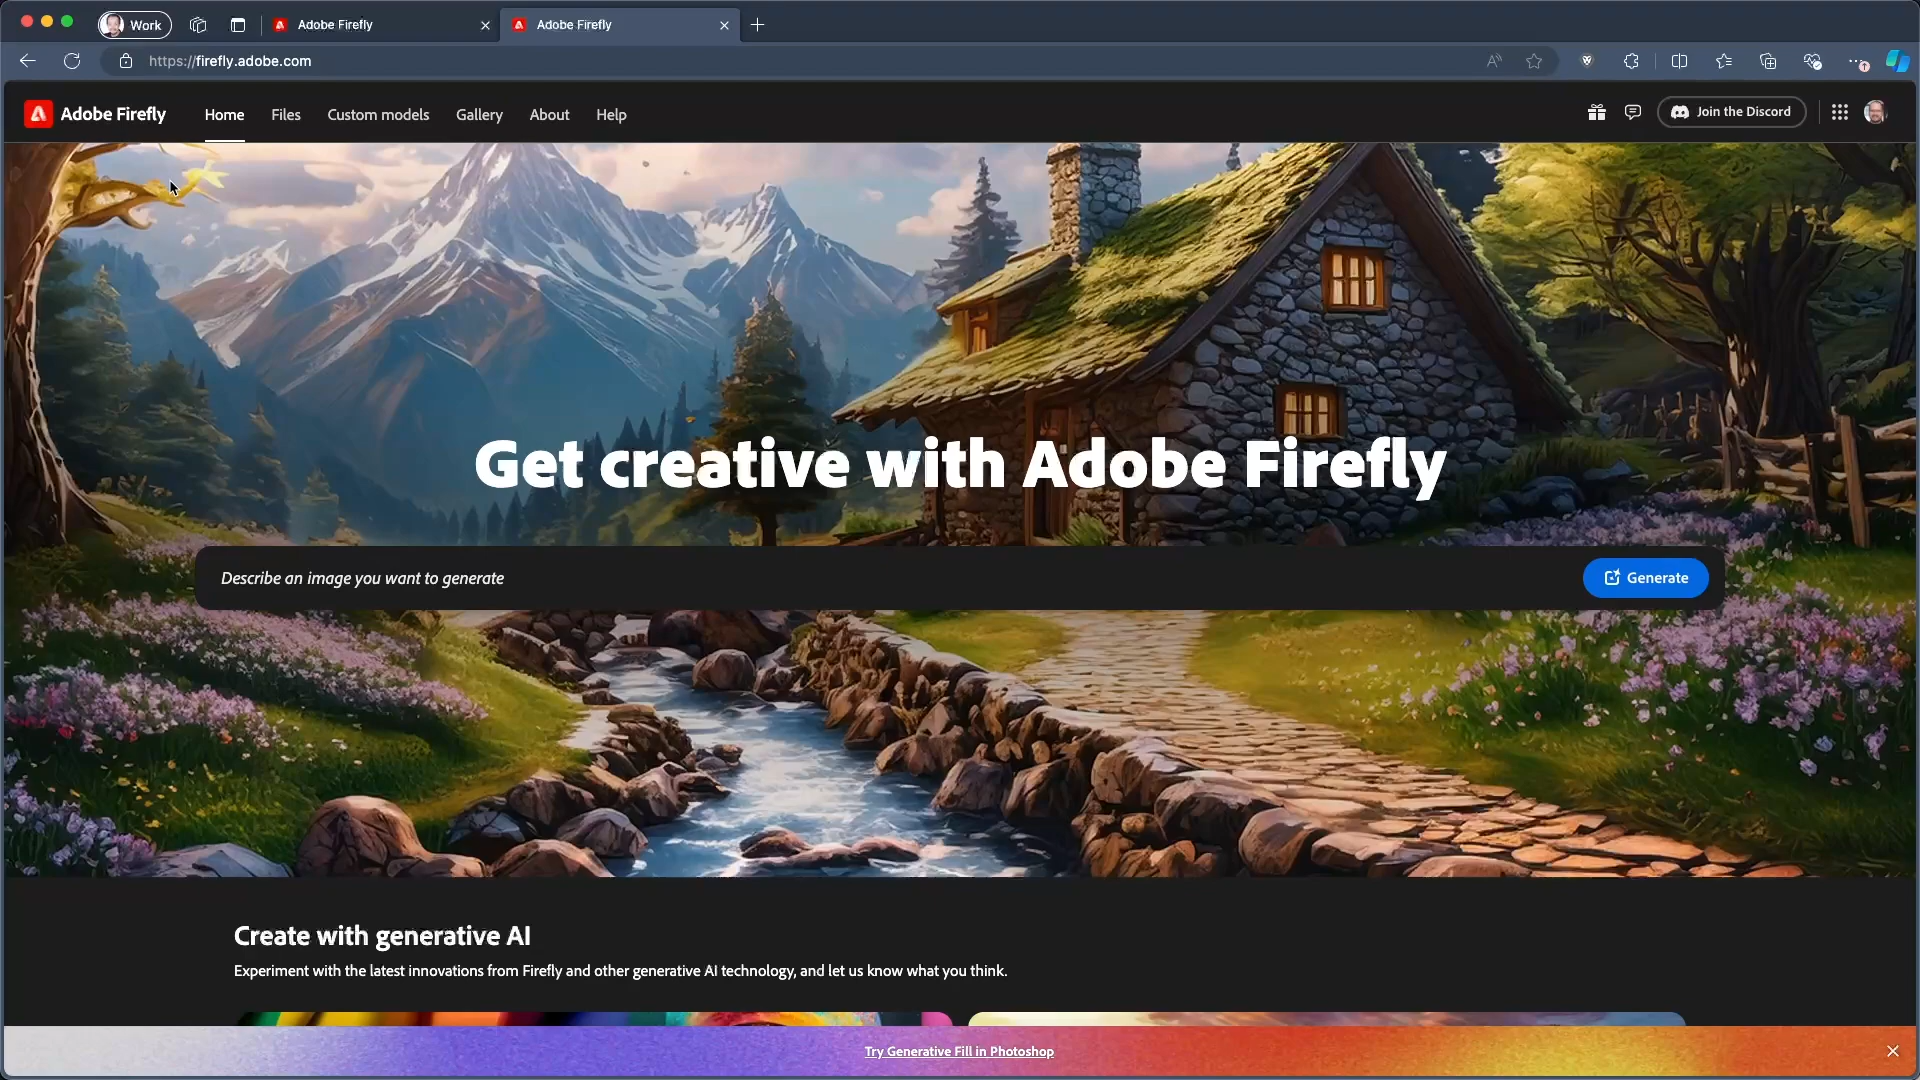 Work
Adobe Firefly
Adobe Firefly
https://firefly.adobe.com
Adobe Firefly
Home
Files
Custom models
Gallery
About
Help
Join the Discord
Get creative with Adobe Firefly
Describe an image you want to generate
Generate
Create with generative AI
Experiment with the latest innovations from Firefly and other generative AI technology, and let us know what you think.
Try Generative Fill in Photoshop